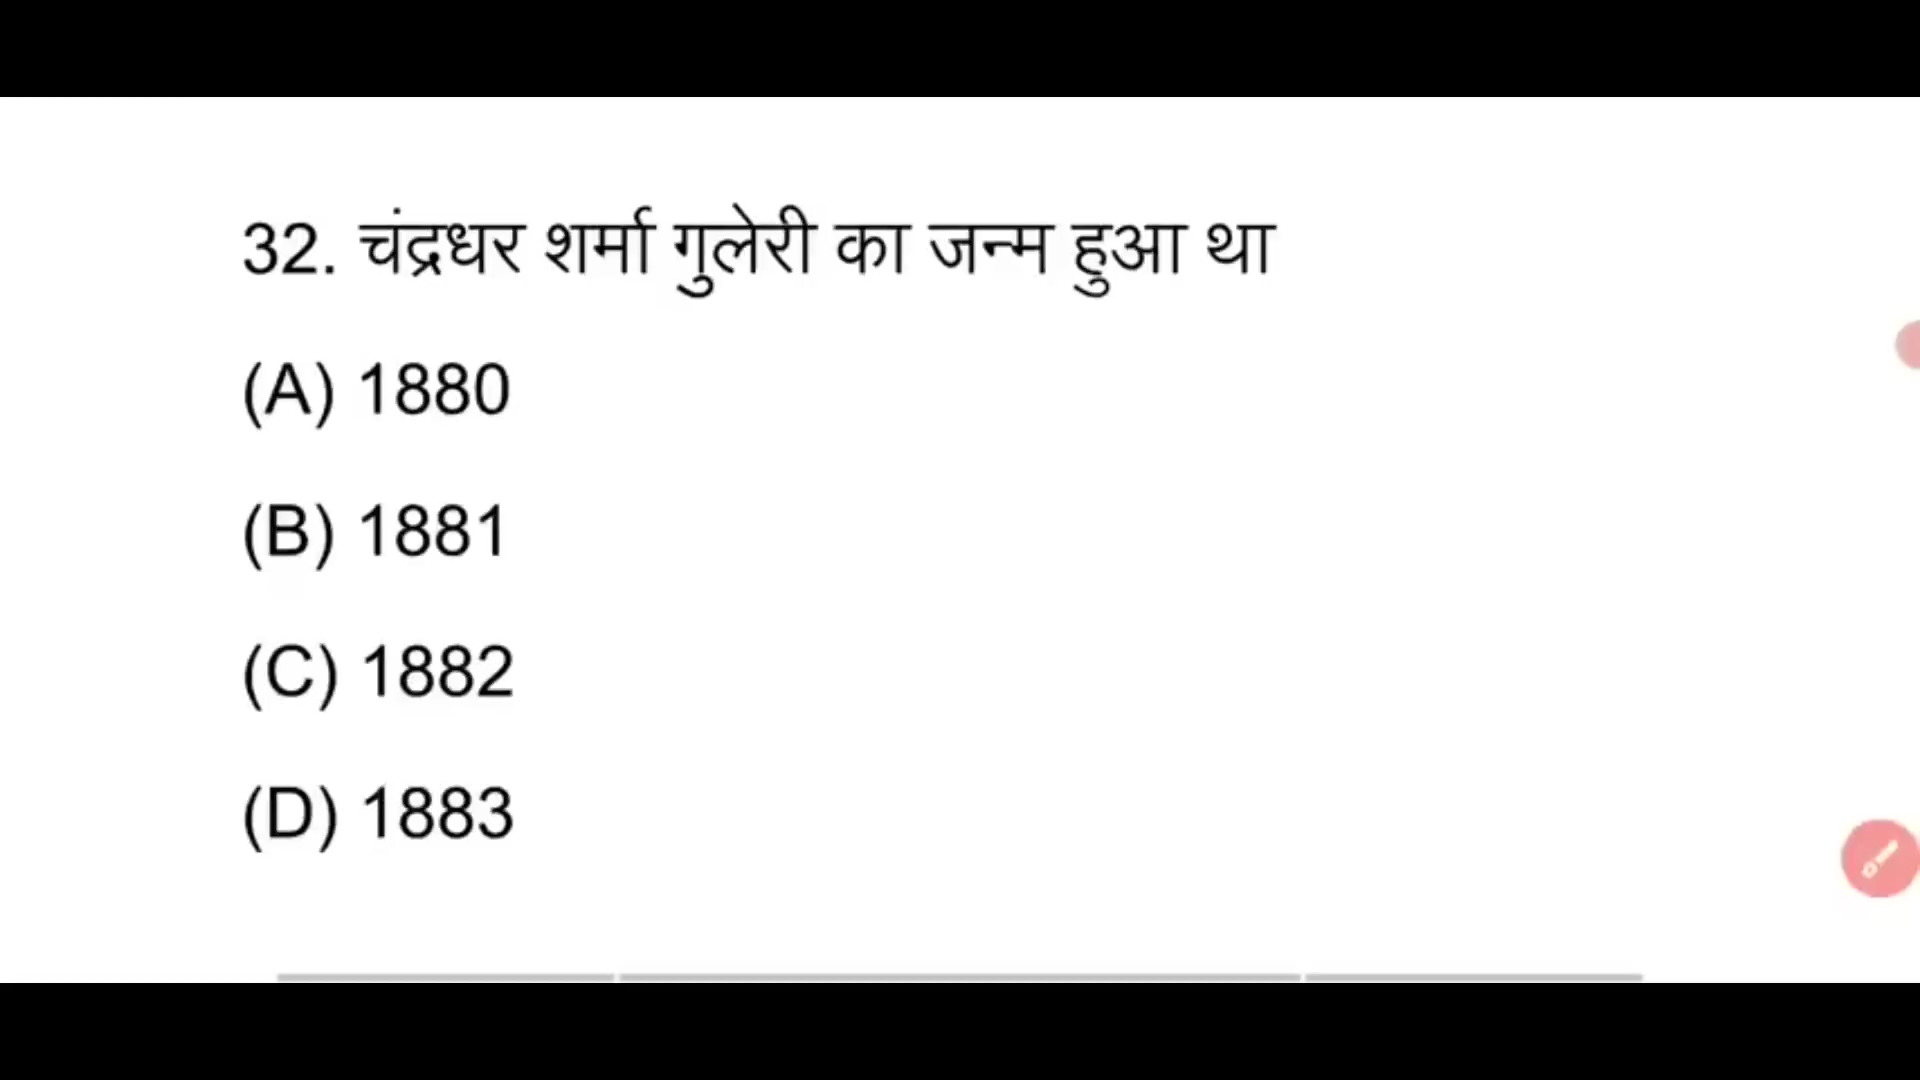 32. चंद्रधर शर्मा गुलेरी का जन्म हुआ था
(A) 1880
(B) 1881
(C) 1882
(D) 1883